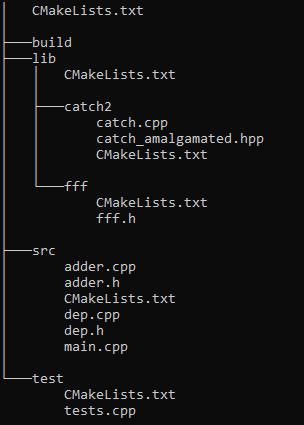 CMakeLists.txt
build
lib
CMakeLists.txt
catch2
catch.cpp
catch_amalgamated.hpp
CMakeLists.txt
fff
CMakeLists.txt
fff.h
src
adder.cpp
adder.h
CMakeLists.txt
dep.cpp
dep.h
main.cpp
test
CMakeLists.txt
tests.cpp